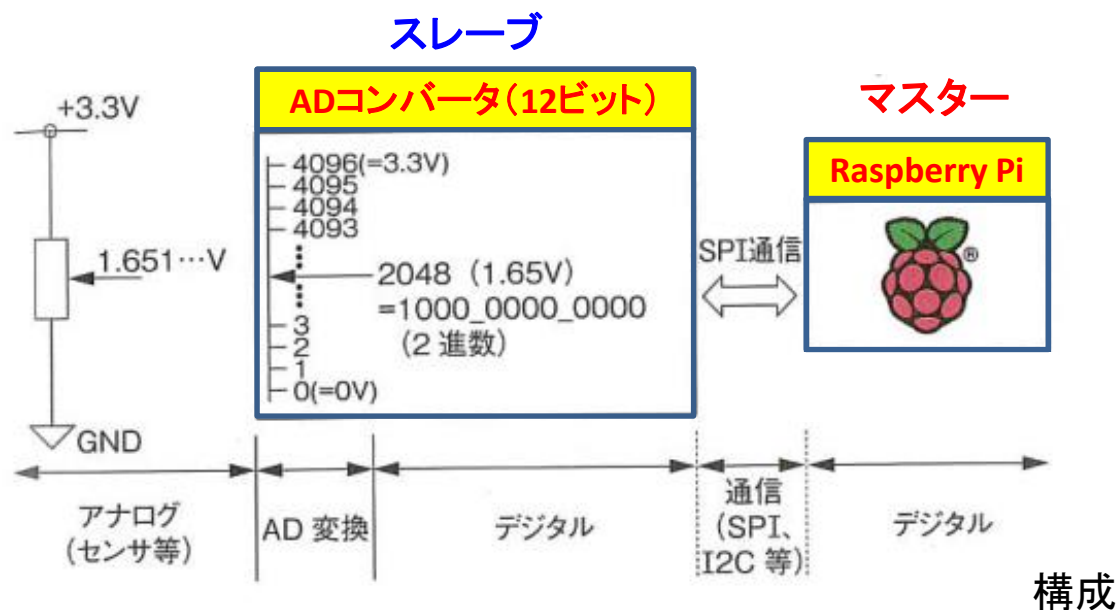 スレーブ
ADコンバータ（12ビット）
マスター
Raspberry Pi
+3.3V
4096(=3.3V)
4095
4094
4093
1.651…V
2048（1.65V）
=1000_0000_0000
（2 進数）
3
2
1
0(=0V)
SPI通信
®
GND
アナログ
（センサ等）
AD 変換
デジタル
通信
（SPI、
I2C 等）
デジタル
構成